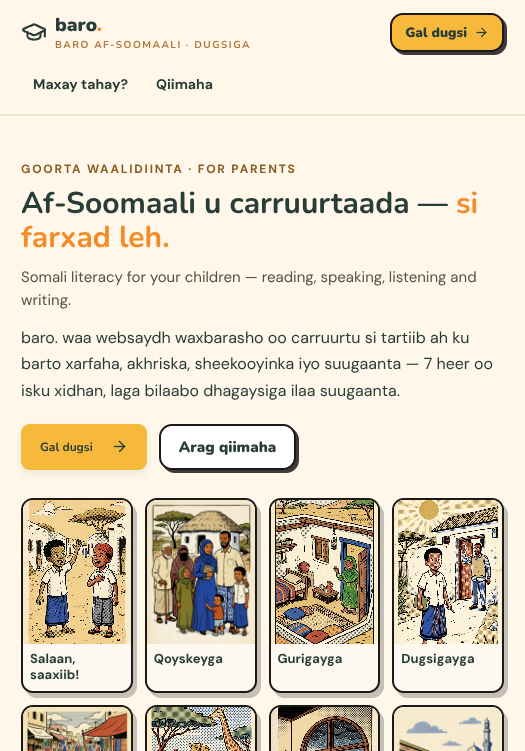 baro.
BARO AF-SOOMAALI · DUGSIGA
Gal dugsi →
Maxay tahay?
Qiimaha
GOORTA WAALIDIINTA · FOR PARENTS
Af-Soomaali u carruurtaada — si
farxad leh.
Somali literacy for your children — reading, speaking, listening and
writing.
baro. waa websaydh waxbarasho oo carruurtu si tartiib ah ku
barto xarfaha, akhriska, sheekooyinka iyo suugaanta — 7 heer oo
isku xidhan, laga bilaabo dhagaysiga ilaa suugaanta.
Gal dugsi →
Arag qiimaha
Salaan,
saaxiib!
Qoyskeyga
Gurigayga
Dugsigayga